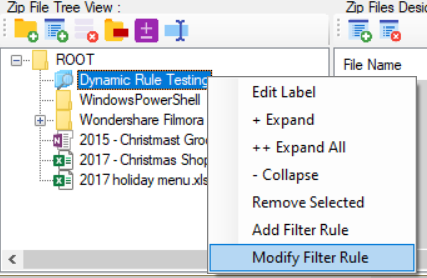 Zip File Tree View :
Zip Files Desi
ROOT
File Name
Dynamic Rule Testing
WindowsPowerShell
Wondershare Filmora
2015 - Christmast Gro
2017 - Christmas Shop
2017 holiday menu.xls
Edit Label
+ Expand
++ Expand All
- Collapse
Remove Selected
Add Filter Rule
Modify Filter Rule